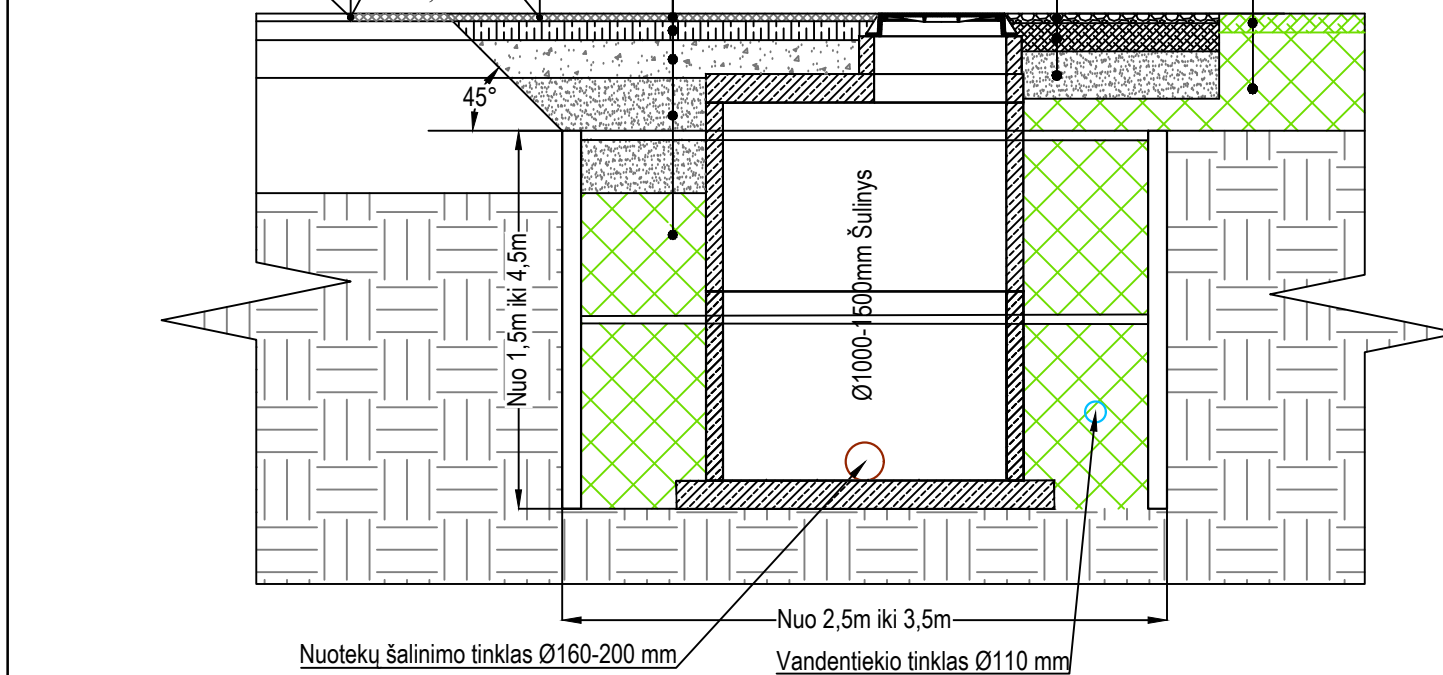 45°
Nuo 1,5m iki 4,5m
Ø1000-1500mm Šulinys
Nuo 2,5m iki 3,5m
Nuotekų šalinimo tinklas Ø160-200 mm
Vandentiekio tinklas Ø110 mm